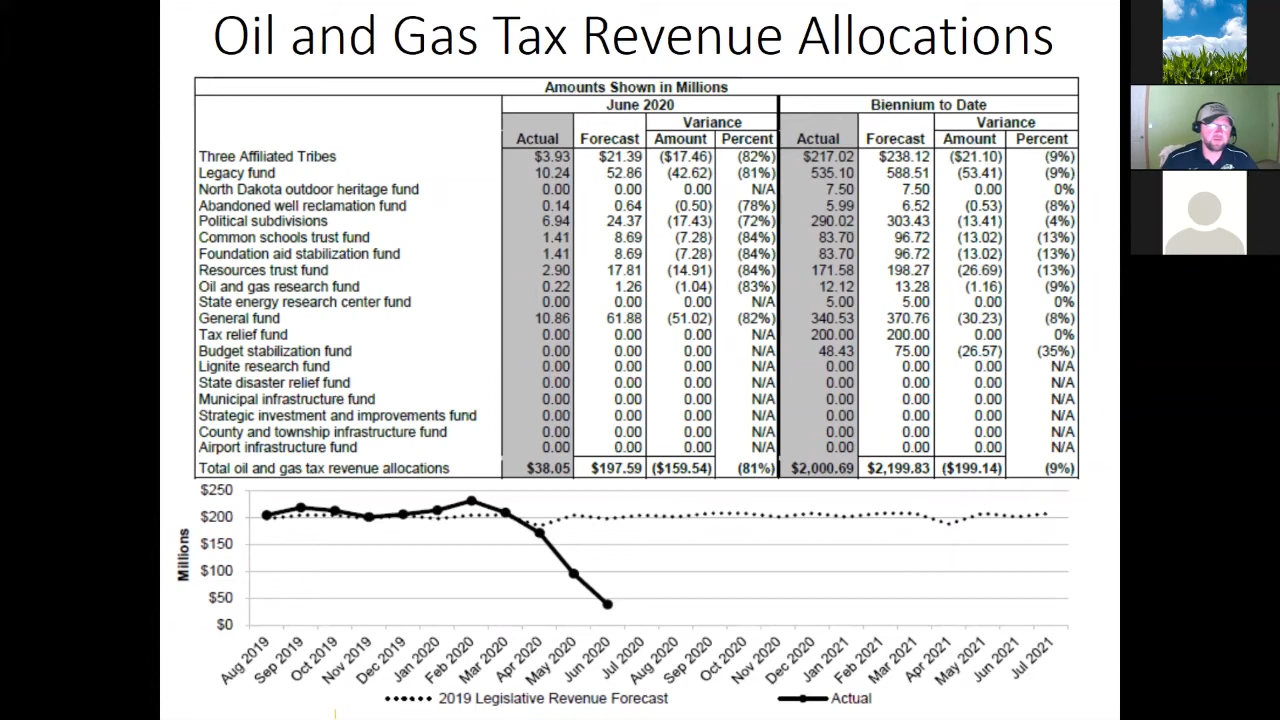 Oil and Gas Tax Revenue Allocations
Amounts Shown in Millions
June 2020 Biennium to Date
Variance Variance
Actual Forecast Amount Percent Actual Forecast Amount Percent
Three Affiliated Tribes $3.93 $21.39 ($17.46) (82%) $217.02 $238.12 ($21.10) (9%)
Legacy fund 10.24 52.86 (42.62) (81%) 535.10 588.51 (53.41) (9%)
North Dakota outdoor heritage fund 0.00 0.00 0.00 N/A 7.50 7.50 0.00 0%
Abandoned well reclamation fund 0.14 0.64 (0.50) (78%) 5.99 6.52 (0.53) (8%)
Political subdivisions 6.94 24.37 (17.43) (72%) 290.02 303.43 (13.41) (4%)
Common schools trust fund 1.41 8.69 (7.28) (84%) 83.70 96.72 (13.02) (13%)
Foundation aid stabilization fund 1.41 8.69 (7.28) (84%) 83.70 96.72 (13.02) (13%)
Resources trust fund 2.90 17.81 (14.91) (84%) 171.58 198.27 (26.69) (13%)
Oil and gas research fund 0.22 1.26 (1.04) (83%) 12.12 13.28 (1.16) (9%)
State energy research center fund 0.00 0.00 0.00 N/A 5.00 5.00 0.00 0%
General fund 10.86 61.88 (51.02) (82%) 340.53 370.76 (30.23) (8%)
Tax relief fund 0.00 0.00 0.00 N/A 200.00 200.00 0.00 0%
Budget stabilization fund 0.00 0.00 0.00 N/A 48.43 75.00 (26.57) (35%)
Lignite research fund 0.00 0.00 0.00 N/A 0.00 0.00 0.00 N/A
State disaster relief fund 0.00 0.00 0.00 N/A 0.00 0.00 0.00 N/A
Municipal infrastructure fund 0.00 0.00 0.00 N/A 0.00 0.00 0.00 N/A
Strategic investment and improvements fund 0.00 0.00 0.00 N/A 0.00 0.00 0.00 N/A
County and township infrastructure fund 0.00 0.00 0.00 N/A 0.00 0.00 0.00 N/A
Airport infrastructure fund 0.00 0.00 0.00 N/A 0.00 0.00 0.00 N/A
Total oil and gas tax revenue allocations $38.05 $197.59 ($159.54) (81%) $2,000.69 $2,199.83 ($199.14) (9%)
Millions
$250
$200
$150
$100
$50
$0
Aug 2019 Sep 2019 Oct 2019 Nov 2019 Dec 2019 Jan 2020 Feb 2020 Mar 2020 Apr 2020 May 2020 Jun 2020 Jul 2020 Aug 2020 Sep 2020 Oct 2020 Nov 2020 Dec 2020 Jan 2021 Feb 2021 Mar 2021 Apr 2021 May 2021 Jun 2021 Jul 2021
2019 Legislative Revenue Forecast Actual